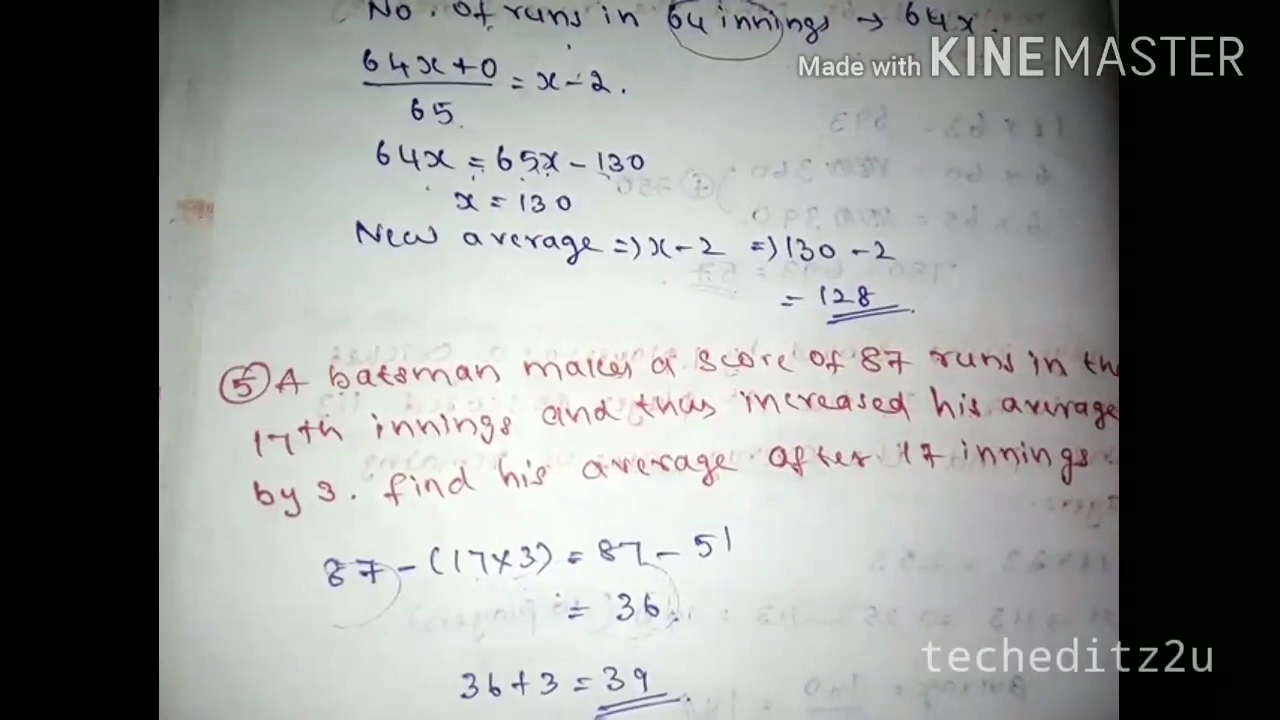 No. of runs in 64 innings → 64x.
Made with KINEMASTER
64x+0
65
= x-2.
64x = 65x - 130
x = 130
New average => x-2 => 130 - 2
= 128
5 A batsman makes a score of 87 runs in the
17th innings and thus increased his average
by 3. find his average after 17 innings.
87 - (17x3) = 87 - 51
= 36.
36+3 = 39.
techeditz2u